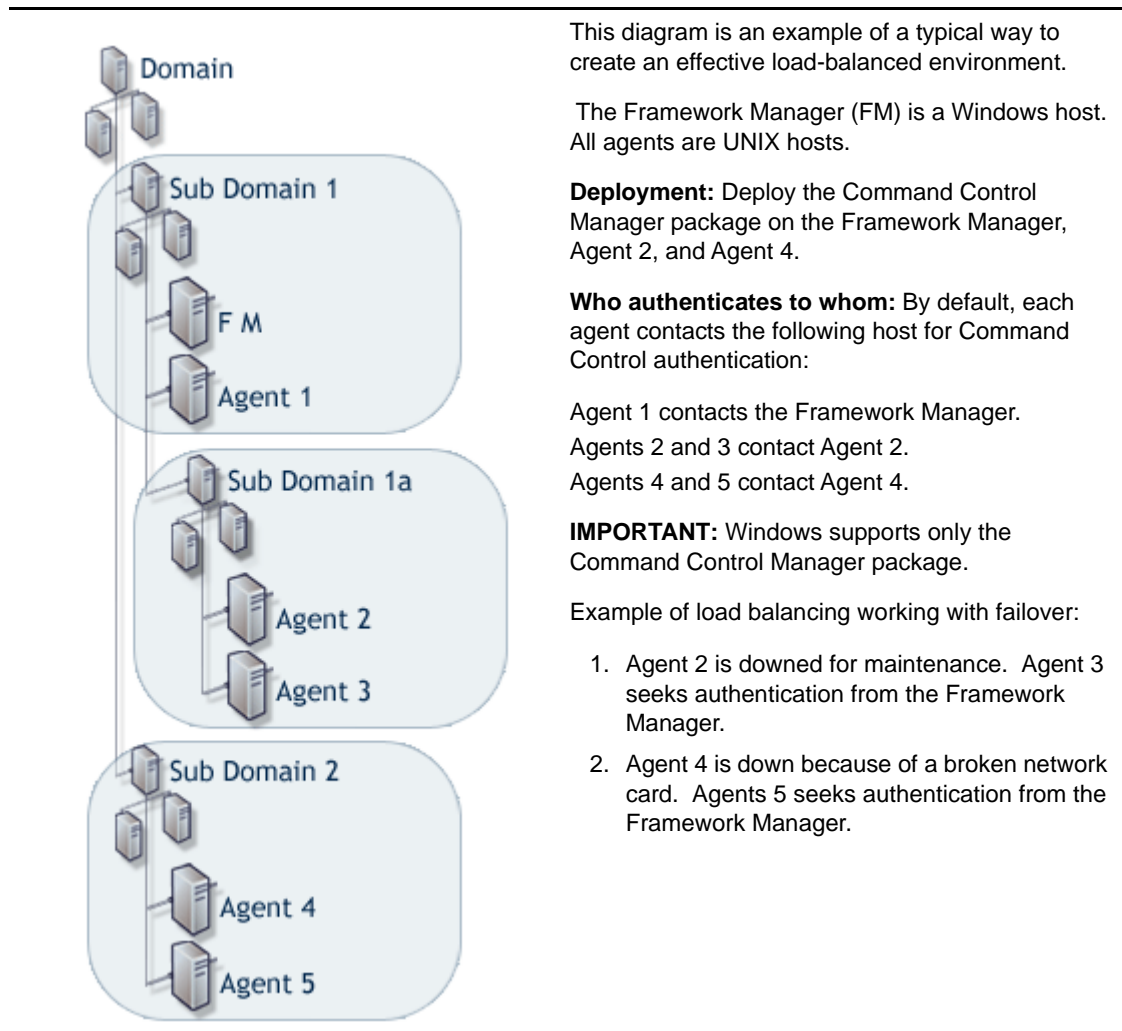 Domain
Sub Domain 1
F M
Agent 1
Sub Domain 1a
Agent 2
Agent 3
Sub Domain 2
Agent 4
Agent 5
This diagram is an example of a typical way to
create an effective load-balanced environment.
The Framework Manager (FM) is a Windows host.
All agents are UNIX hosts.
Deployment: Deploy the Command Control
Manager package on the Framework Manager,
Agent 2, and Agent 4.
Who authenticates to whom: By default, each
agent contacts the following host for Command
Control authentication:
Agent 1 contacts the Framework Manager.
Agents 2 and 3 contact Agent 2.
Agents 4 and 5 contact Agent 4.
IMPORTANT: Windows supports only the
Command Control Manager package.
Example of load balancing working with failover:
1. Agent 2 is downed for maintenance. Agent 3
seeks authentication from the Framework
Manager.
2. Agent 4 is down because of a broken network
card. Agents 5 seeks authentication from the
Framework Manager.